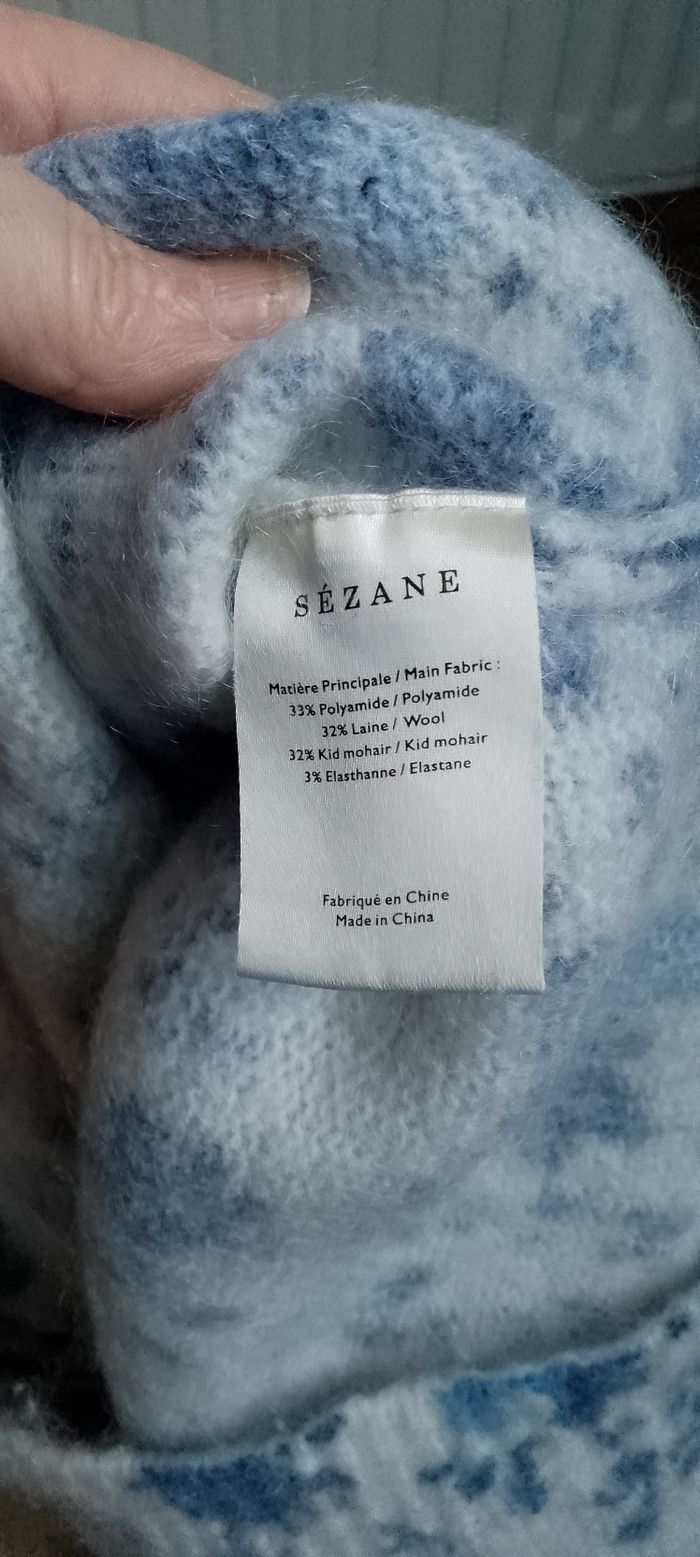 SÉZANE
Matière Principale / Main Fabric :
33% Polyamide / Polyamide
32% Laine / Wool
32% Kid mohair / Kid mohair
3% Elasthanne / Elastane
Fabriqué en Chine
Made in China